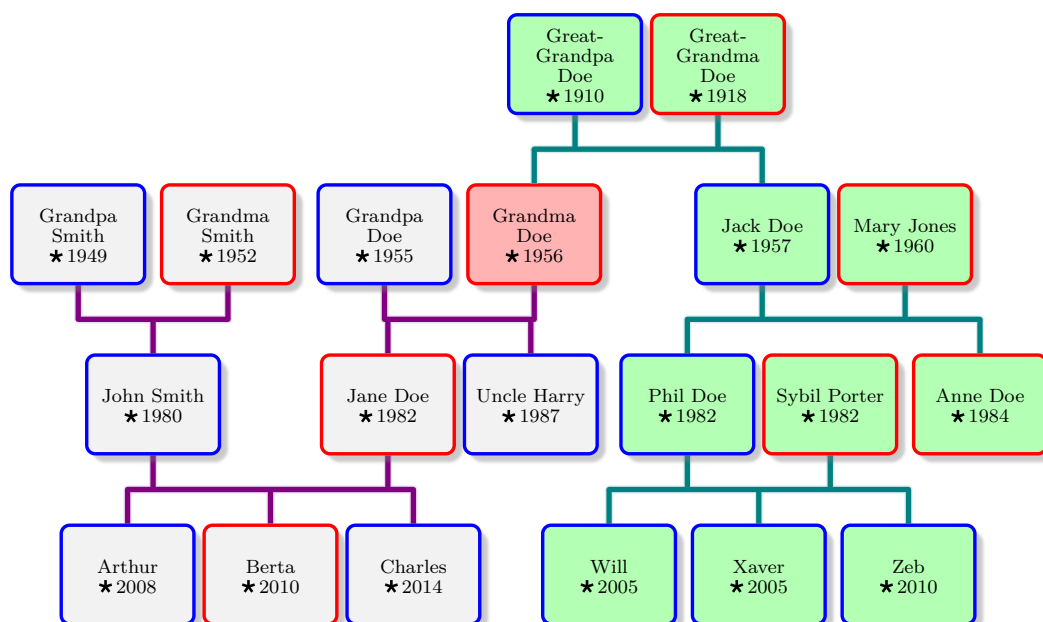 Great-
Grandpa
Doe
★1910
Great-
Grandma
Doe
★1918
Grandpa
Smith
★1949
Grandma
Smith
★1952
Grandpa
Doe
★1955
Grandma
Doe
★1956
Jack Doe
★1957
Mary Jones
★1960
John Smith
★1980
Jane Doe
★1982
Uncle Harry
★1987
Phil Doe
★1982
Sybil Porter
★1982
Anne Doe
★1984
Arthur
★2008
Berta
★2010
Charles
★2014
Will
★2005
Xaver
★2005
Zeb
★2010